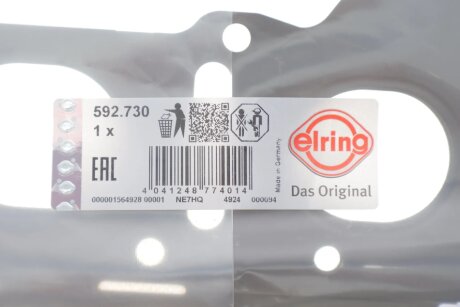 592.730
1 x
EAC
4 041248 774014
000001564928 00001 NE7HQ 4924 000694
Made in Germany
elring
Das Original